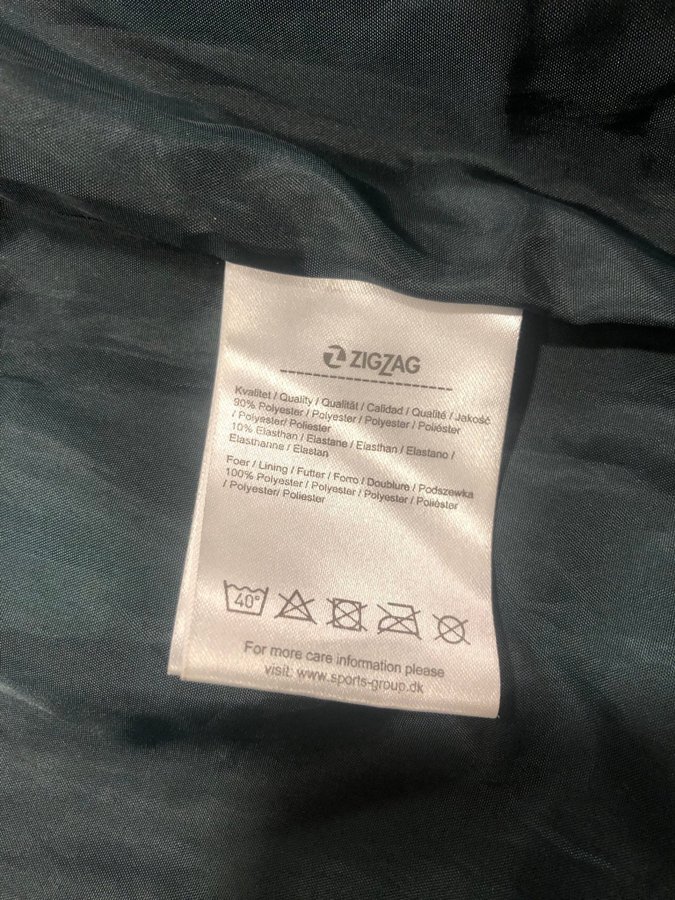 ZIGZAG
Kvalitet / Quality / Qualität / Calidad / Qualité / Jakość
90% Polyester / Polyester / Polyester / Poliéster
/ Polyester/ Poliester
10% Elasthan / Elastane / Elasthan / Elastano /
Elasthanne / Elastan
Foer / Lining / Futter / Forro / Doublure / Podszewka
100% Polyester / Polyester / Polyester / Poliéster
/ Polyester/ Poliester
40°
For more care information please
visit: www.sports-group.dk